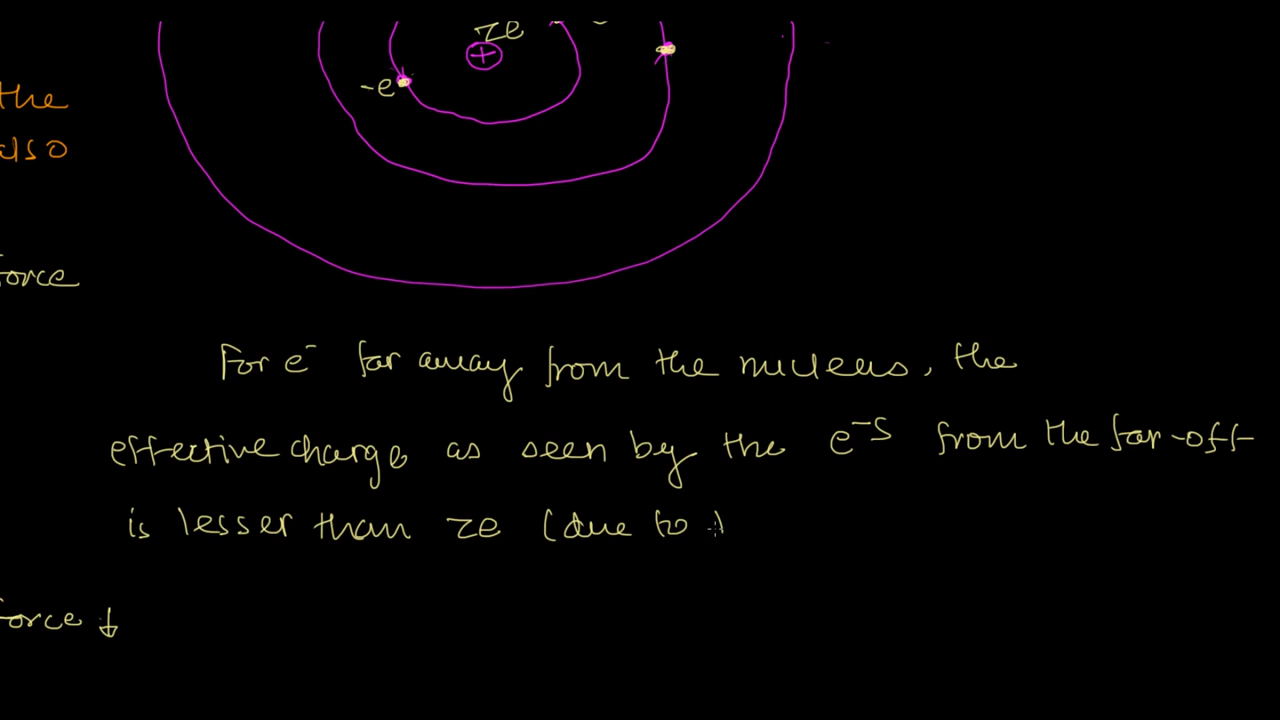 ze
+
-e
the
also
force
For e⁻ far away from the nucleus, the
effective charge as seen by the e⁻s from the far-off
is lesser than ze (due to
force ↓